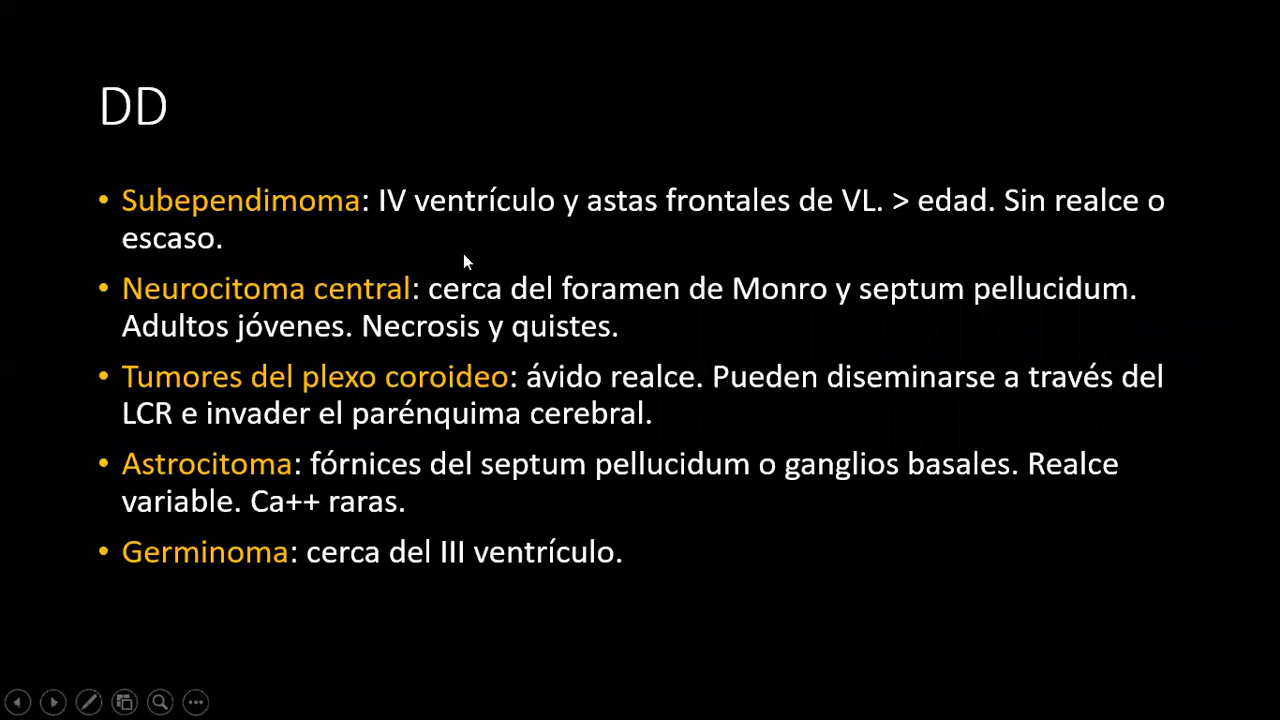 DD
• Subependimoma: IV ventrículo y astas frontales de VL. > edad. Sin realce o
escaso.
• Neurocitoma central: cerca del foramen de Monro y septum pellucidum.
Adultos jóvenes. Necrosis y quistes.
• Tumores del plexo coroideo: ávido realce. Pueden diseminarse a través del
LCR e invader el parénquima cerebral.
• Astrocitoma: fórnices del septum pellucidum o ganglios basales. Realce
variable. Ca++ raras.
• Germinoma: cerca del III ventrículo.